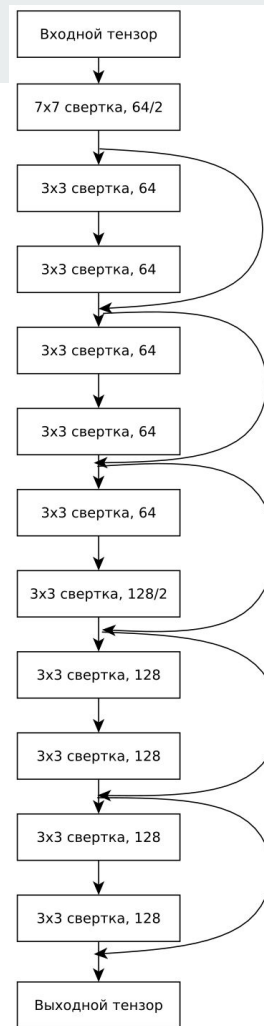 Входной тензор
7x7 свертка, 64/2
3x3 свертка, 64
3x3 свертка, 64
3x3 свертка, 64
3x3 свертка, 64
3x3 свертка, 64
3x3 свертка, 128/2
3x3 свертка, 128
3x3 свертка, 128
3x3 свертка, 128
3x3 свертка, 128
Выходной тензор